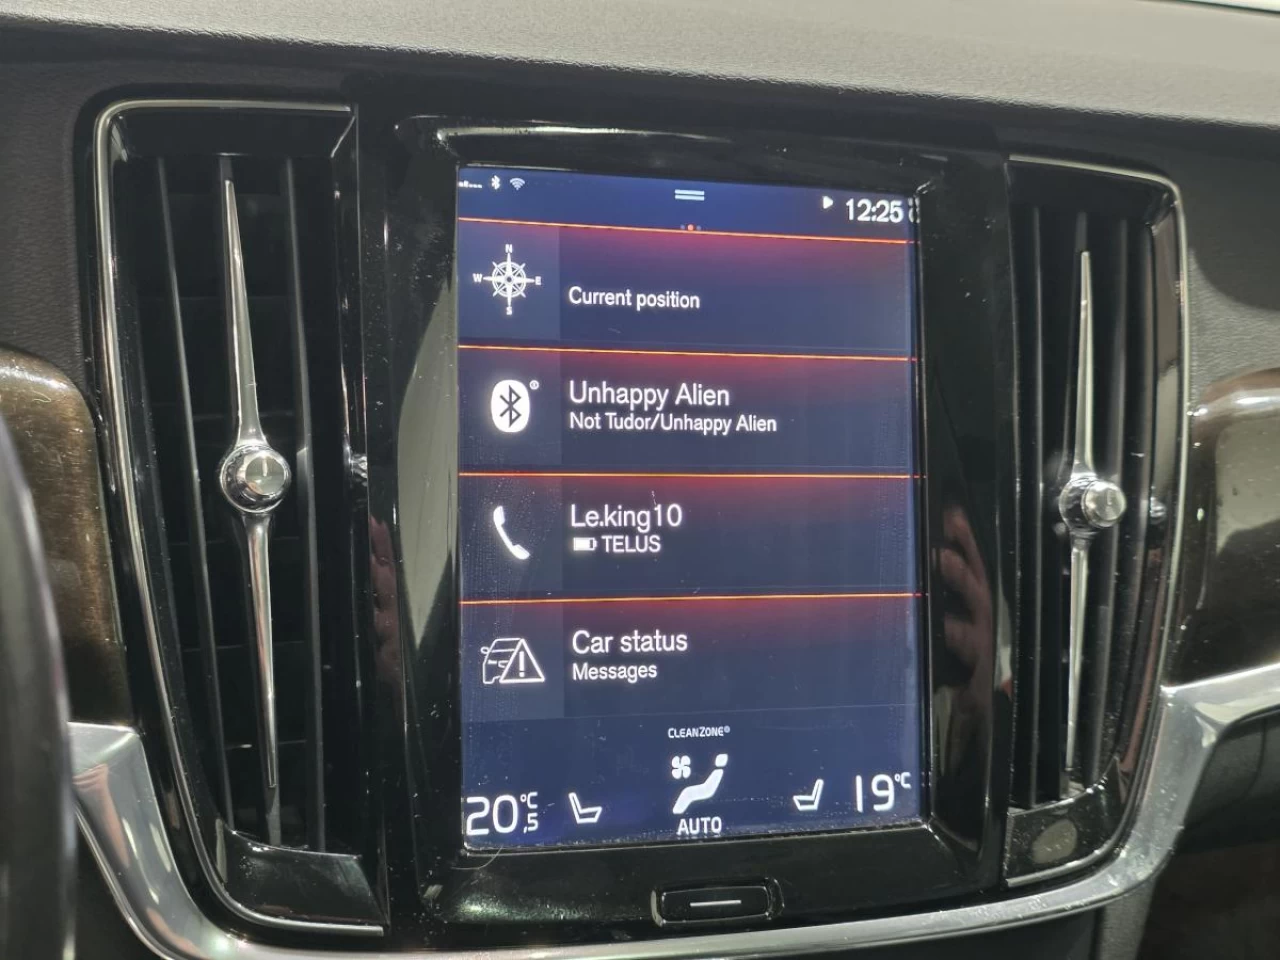 12:25
N
W E
S
Current position
Unhappy Alien
Not Tudor/Unhappy Alien
Le.king10
TELUS
Car status
Messages
CLEANZONE®
20,5°C
19°C
AUTO